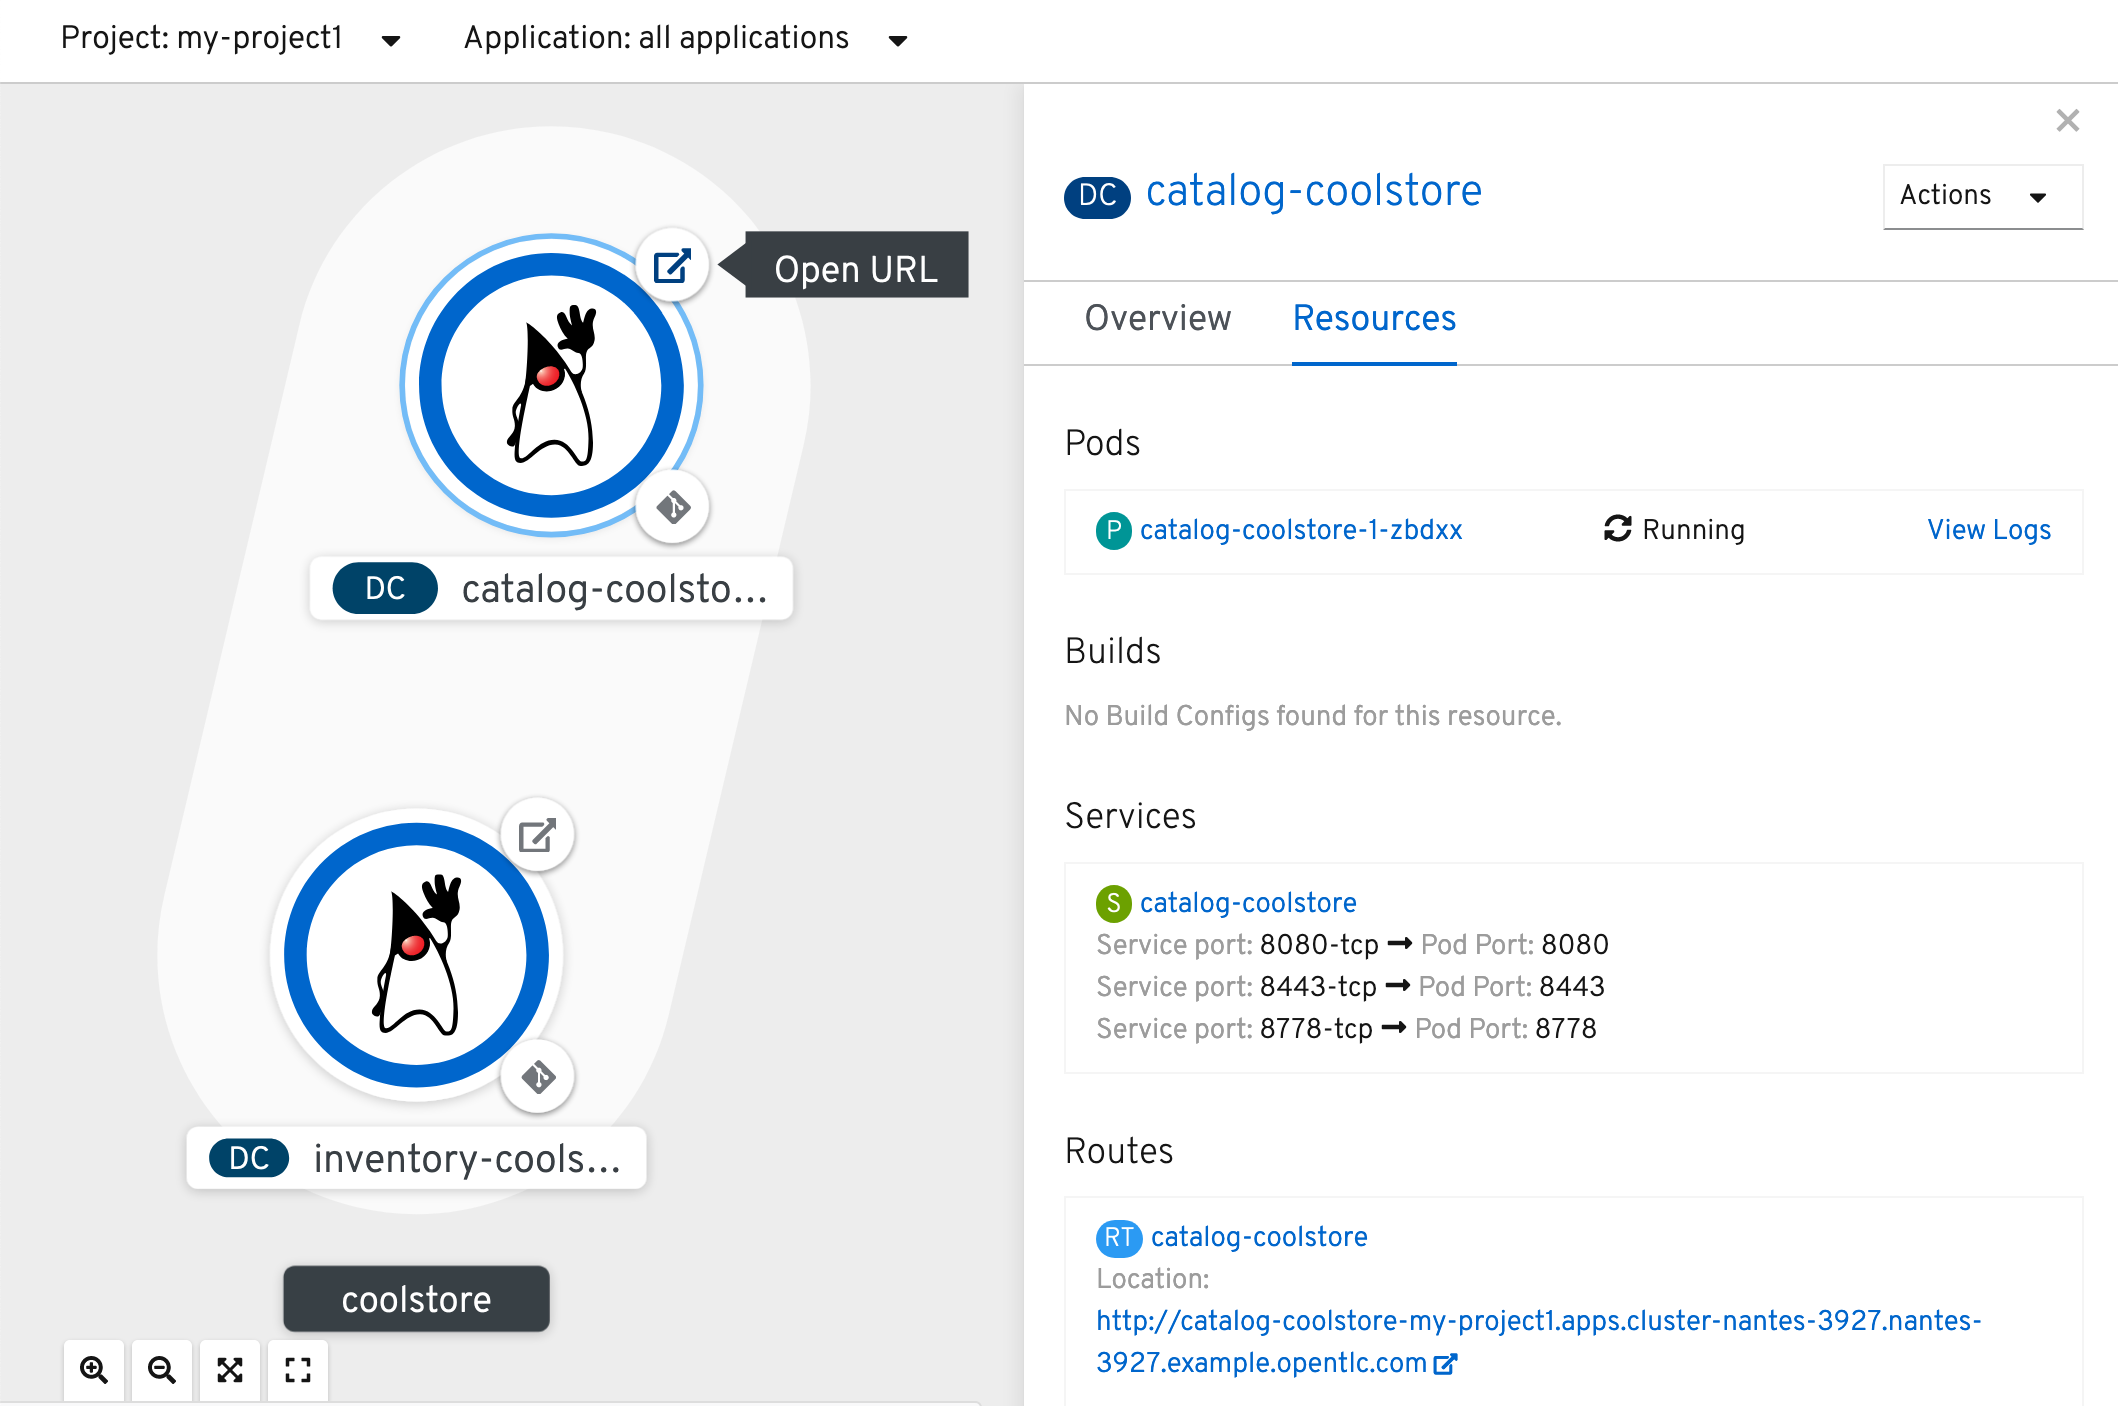 Project: my-project1
Application: all applications
Open URL
DC catalog-coolsto...
DC inventory-cools...
coolstore
DC catalog-coolstore
Actions
Overview
Resources
Pods
P catalog-coolstore-1-zbdxx
Running
View Logs
Builds
No Build Configs found for this resource.
Services
S catalog-coolstore
Service port: 8080-tcp → Pod Port: 8080
Service port: 8443-tcp → Pod Port: 8443
Service port: 8778-tcp → Pod Port: 8778
Routes
RT catalog-coolstore
Location:
http://catalog-coolstore-my-project1.apps.cluster-nantes-3927.nantes-
3927.example.opentlc.com